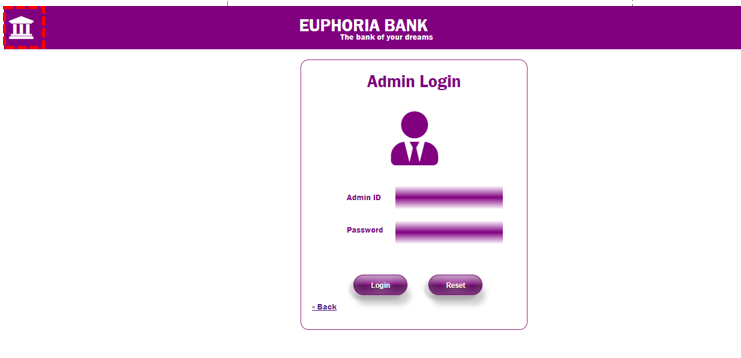 EUPHORIA BANK
The bank of your dreams
Admin Login
Admin ID
Password
Login Reset
- Back